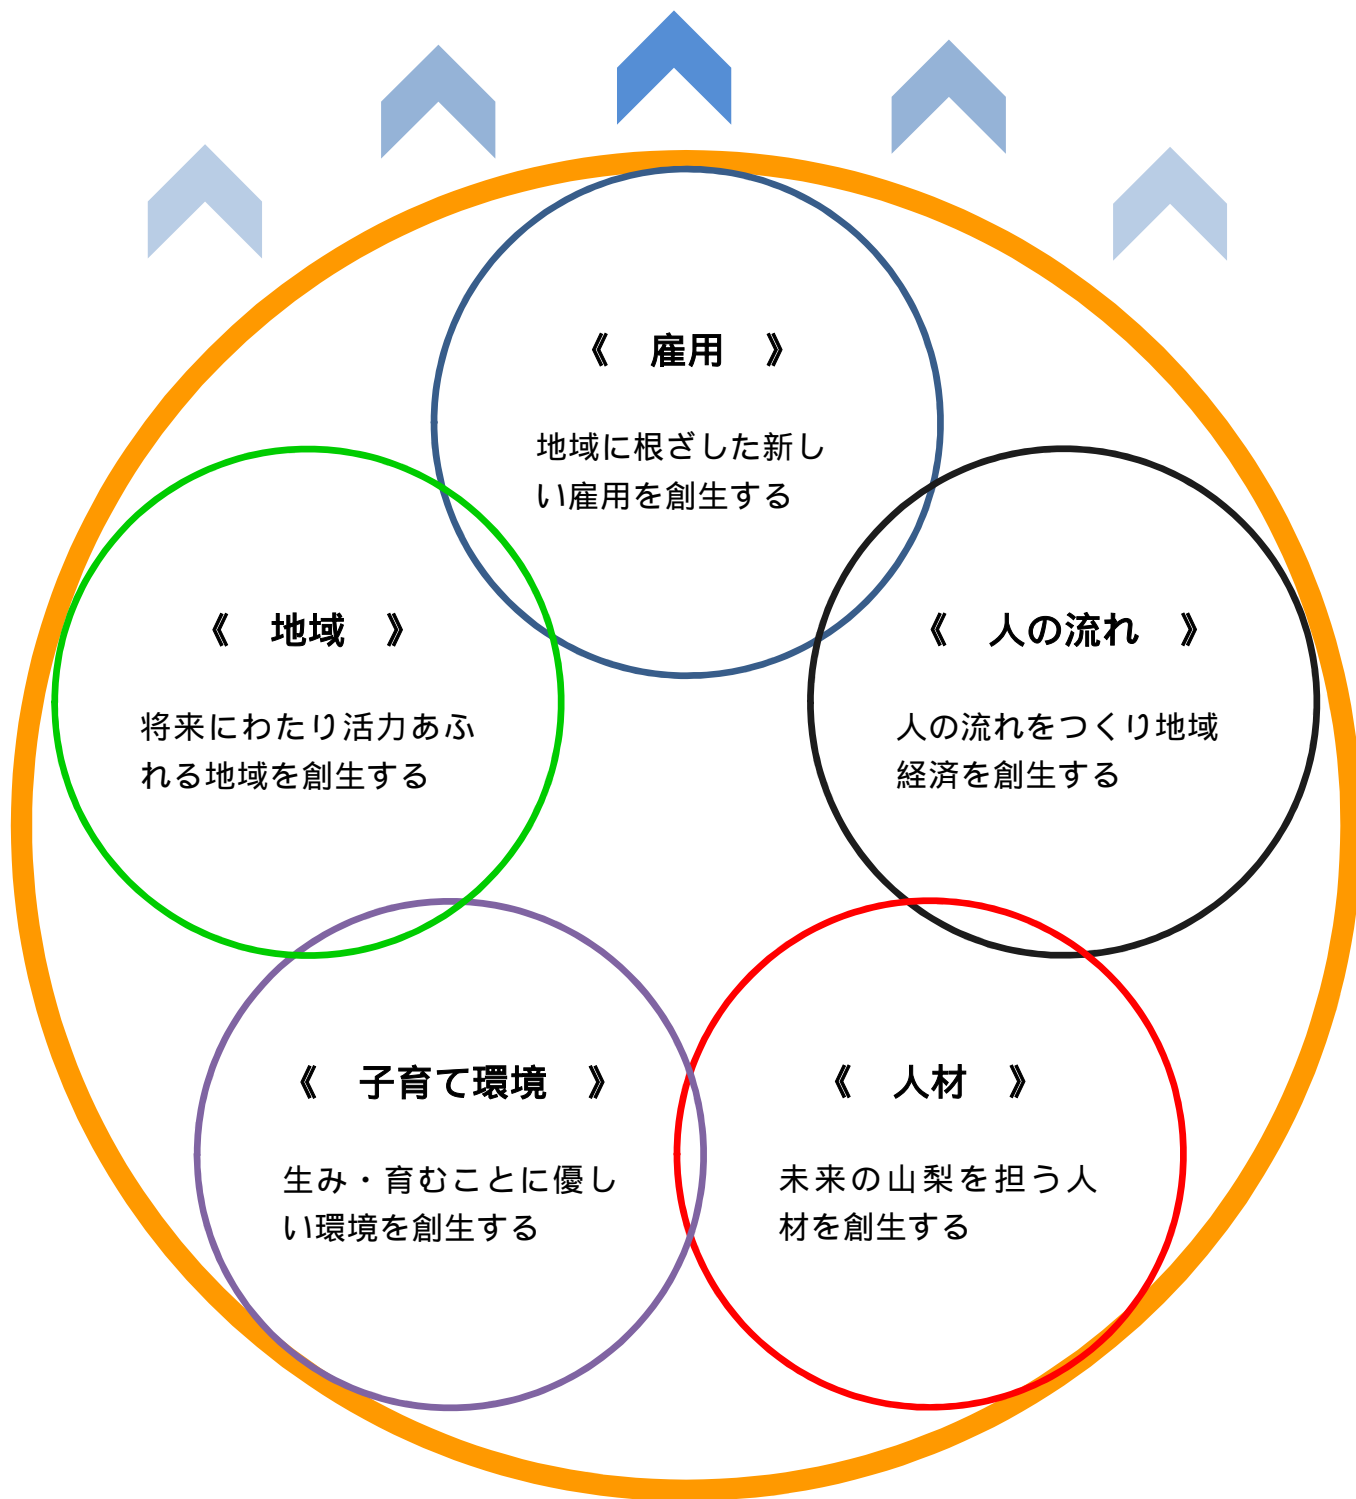 《　雇用　》
地域に根ざした新し
い雇用を創生する
《　地域　》
将来にわたり活力あふ
れる地域を創生する
《　人の流れ　》
人の流れをつくり地域
経済を創生する
《　子育て環境　》
生み・育むことに優し
い環境を創生する
《　人材　》
未来の山梨を担う人
材を創生する